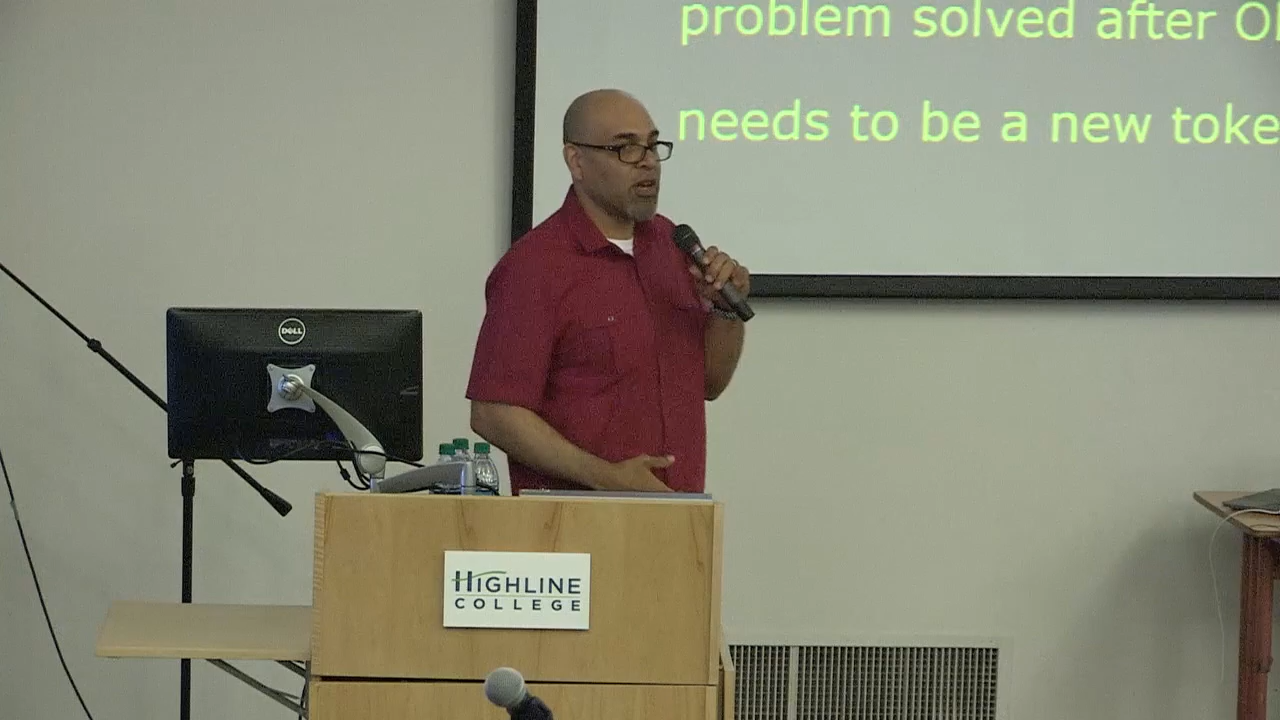 problem solved after
needs to be a new
DELL
HIGHLINE
COLLEGE